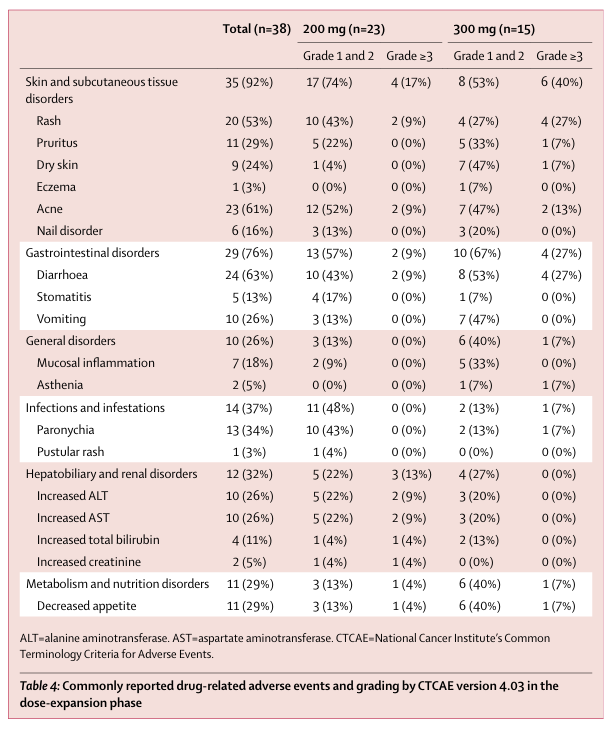 Total (n=38) 200 mg (n=23) 300 mg (n=15)
Grade 1 and 2 Grade ≥3 Grade 1 and 2 Grade ≥3
Skin and subcutaneous tissue disorders 35 (92%) 17 (74%) 4 (17%) 8 (53%) 6 (40%)
Rash 20 (53%) 10 (43%) 2 (9%) 4 (27%) 4 (27%)
Pruritus 11 (29%) 5 (22%) 0 (0%) 5 (33%) 1 (7%)
Dry skin 9 (24%) 1 (4%) 0 (0%) 7 (47%) 1 (7%)
Eczema 1 (3%) 0 (0%) 0 (0%) 1 (7%) 0 (0%)
Acne 23 (61%) 12 (52%) 2 (9%) 7 (47%) 2 (13%)
Nail disorder 6 (16%) 3 (13%) 0 (0%) 3 (20%) 0 (0%)
Gastrointestinal disorders 29 (76%) 13 (57%) 2 (9%) 10 (67%) 4 (27%)
Diarrhoea 24 (63%) 10 (43%) 2 (9%) 8 (53%) 4 (27%)
Stomatitis 5 (13%) 4 (17%) 0 (0%) 1 (7%) 0 (0%)
Vomiting 10 (26%) 3 (13%) 0 (0%) 7 (47%) 0 (0%)
General disorders 10 (26%) 3 (13%) 0 (0%) 6 (40%) 1 (7%)
Mucosal inflammation 7 (18%) 2 (9%) 0 (0%) 5 (33%) 0 (0%)
Asthenia 2 (5%) 0 (0%) 0 (0%) 1 (7%) 1 (7%)
Infections and infestations 14 (37%) 11 (48%) 0 (0%) 2 (13%) 1 (7%)
Paronychia 13 (34%) 10 (43%) 0 (0%) 2 (13%) 1 (7%)
Pustular rash 1 (3%) 1 (4%) 0 (0%) 0 (0%) 0 (0%)
Hepatobiliary and renal disorders 12 (32%) 5 (22%) 3 (13%) 4 (27%) 0 (0%)
Increased ALT 10 (26%) 5 (22%) 2 (9%) 3 (20%) 0 (0%)
Increased AST 10 (26%) 5 (22%) 2 (9%) 3 (20%) 0 (0%)
Increased total bilirubin 4 (11%) 1 (4%) 1 (4%) 2 (13%) 0 (0%)
Increased creatinine 2 (5%) 1 (4%) 1 (4%) 0 (0%) 0 (0%)
Metabolism and nutrition disorders 11 (29%) 3 (13%) 1 (4%) 6 (40%) 1 (7%)
Decreased appetite 11 (29%) 3 (13%) 1 (4%) 6 (40%) 1 (7%)
ALT=alanine aminotransferase. AST=aspartate aminotransferase. CTCAE=National Cancer Institute's Common
Terminology Criteria for Adverse Events.
Table 4: Commonly reported drug-related adverse events and grading by CTCAE version 4.03 in the
dose-expansion phase